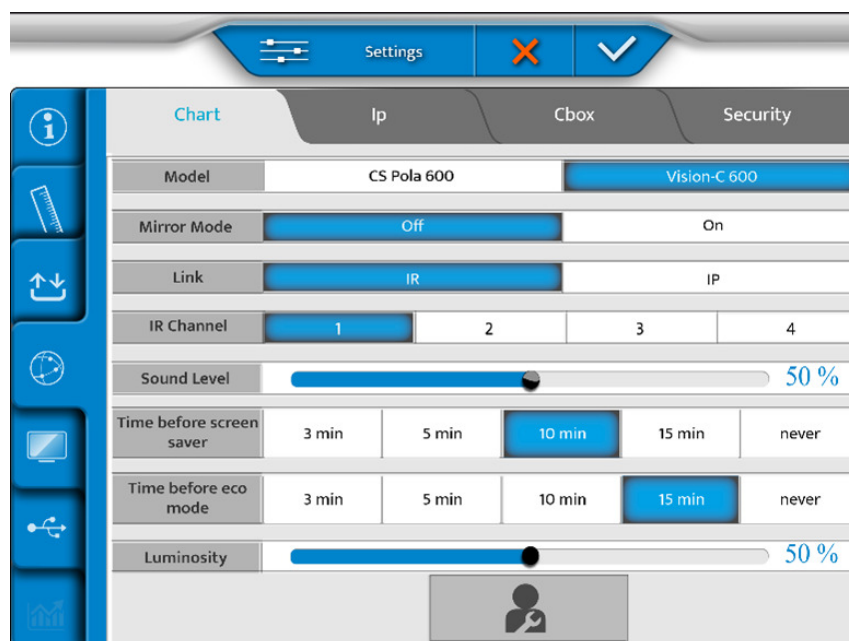 Settings
Chart Ip Cbox Security
Model CS Pola 600 Vision-C 600
Mirror Mode Off On
Link IR IP
IR Channel 1 2 3 4
Sound Level 50 %
Time before screen
saver 3 min 5 min 10 min 15 min never
Time before eco
mode 3 min 5 min 10 min 15 min never
Luminosity 50 %